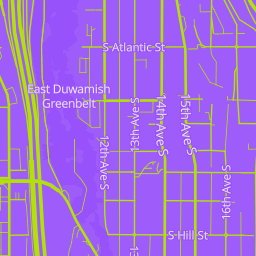 S Atlantic St
East Duwamish
Greenbelt
12th Ave S
13th Ave S
14th Ave S
15th Ave S
16th Ave S
S Hill St